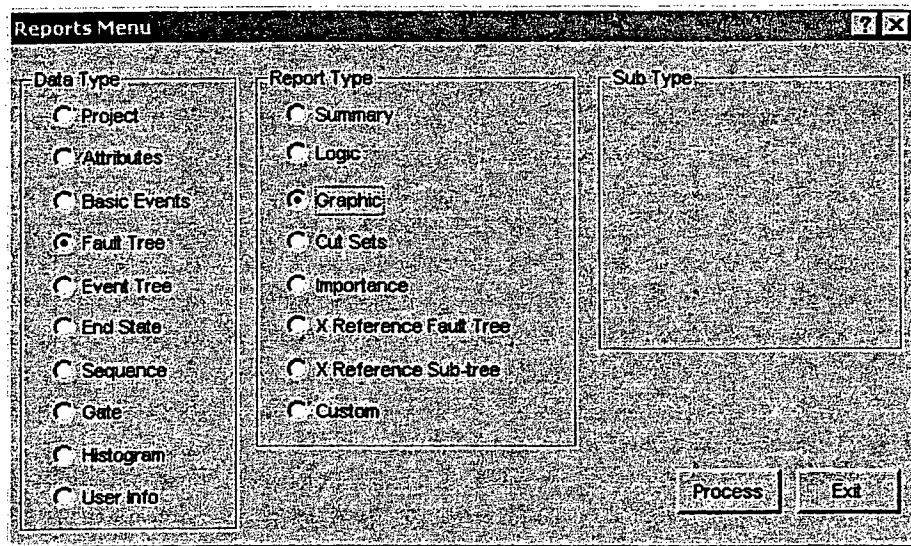 Reports Menu
Data Type
Project
Attributes
Basic Events
Fault Tree
Event Tree
End State
Sequence
Gate
Histogram
User Info
Report Type
Summary
Logic
Graphic
Cut Sets
Importance
X Reference Fault Tree
X Reference Sub-tree
Custom
Sub Type
Process
Exit